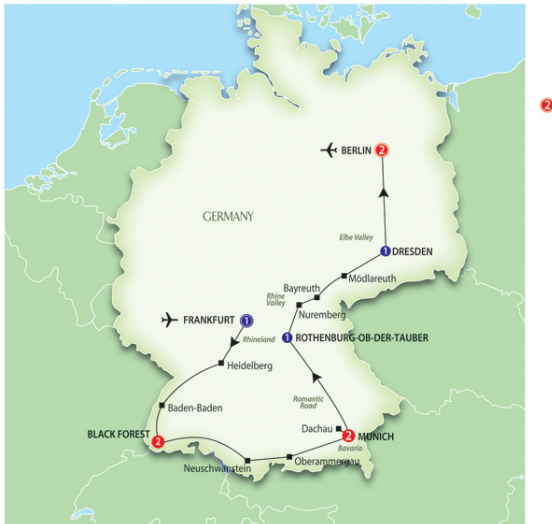 2
BERLIN 2
GERMANY
Elbe Valley
1 DRESDEN
Mödlareuth
Bayreuth
Rhine
Valley
Nuremberg
FRANKFURT 1
1 ROTHENBURG-OB-DER-TAUBER
Rhineland
Heidelberg
Romantic
Road
Baden-Baden
Dachau
BLACK FOREST 2
2 MUNICH
Bavaria
Oberammergau
Neuschwanstein